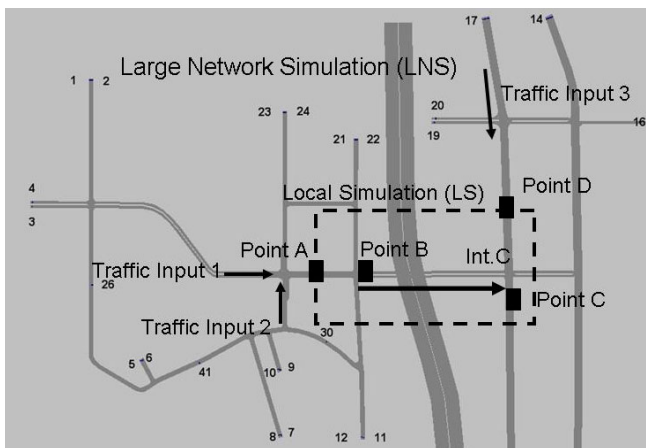 17
14
Large Network Simulation (LNS)
1 2
Traffic Input 3
20
19
16
23 24
21 22
4
3
Local Simulation (LS)
Point D
Point A
Point B
Int.C
Traffic Input 1
26
Point C
Traffic Input 2
30
5 6
41
10 9
8 7
12 11